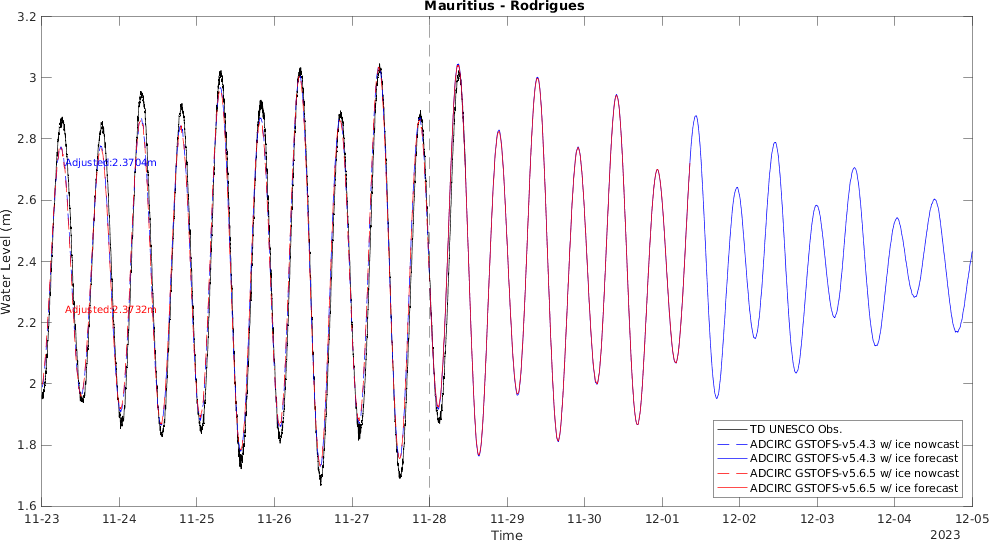 Mauritius - Rodrigues
3.2
3
2.8
2.6
2.4
2.2
2
1.8
1.6
Water Level (m)
Adjusted:2.3704m
Adjusted:2.3732m
TD UNESCO Obs.
ADCIRC GSTOFS-v5.4.3 w/ ice nowcast
ADCIRC GSTOFS-v5.4.3 w/ ice forecast
ADCIRC GSTOFS-v5.6.5 w/ ice nowcast
ADCIRC GSTOFS-v5.6.5 w/ ice forecast
11-23 11-24 11-25 11-26 11-27 11-28 11-29 11-30 12-01 12-02 12-03 12-04 12-05
Time
2023